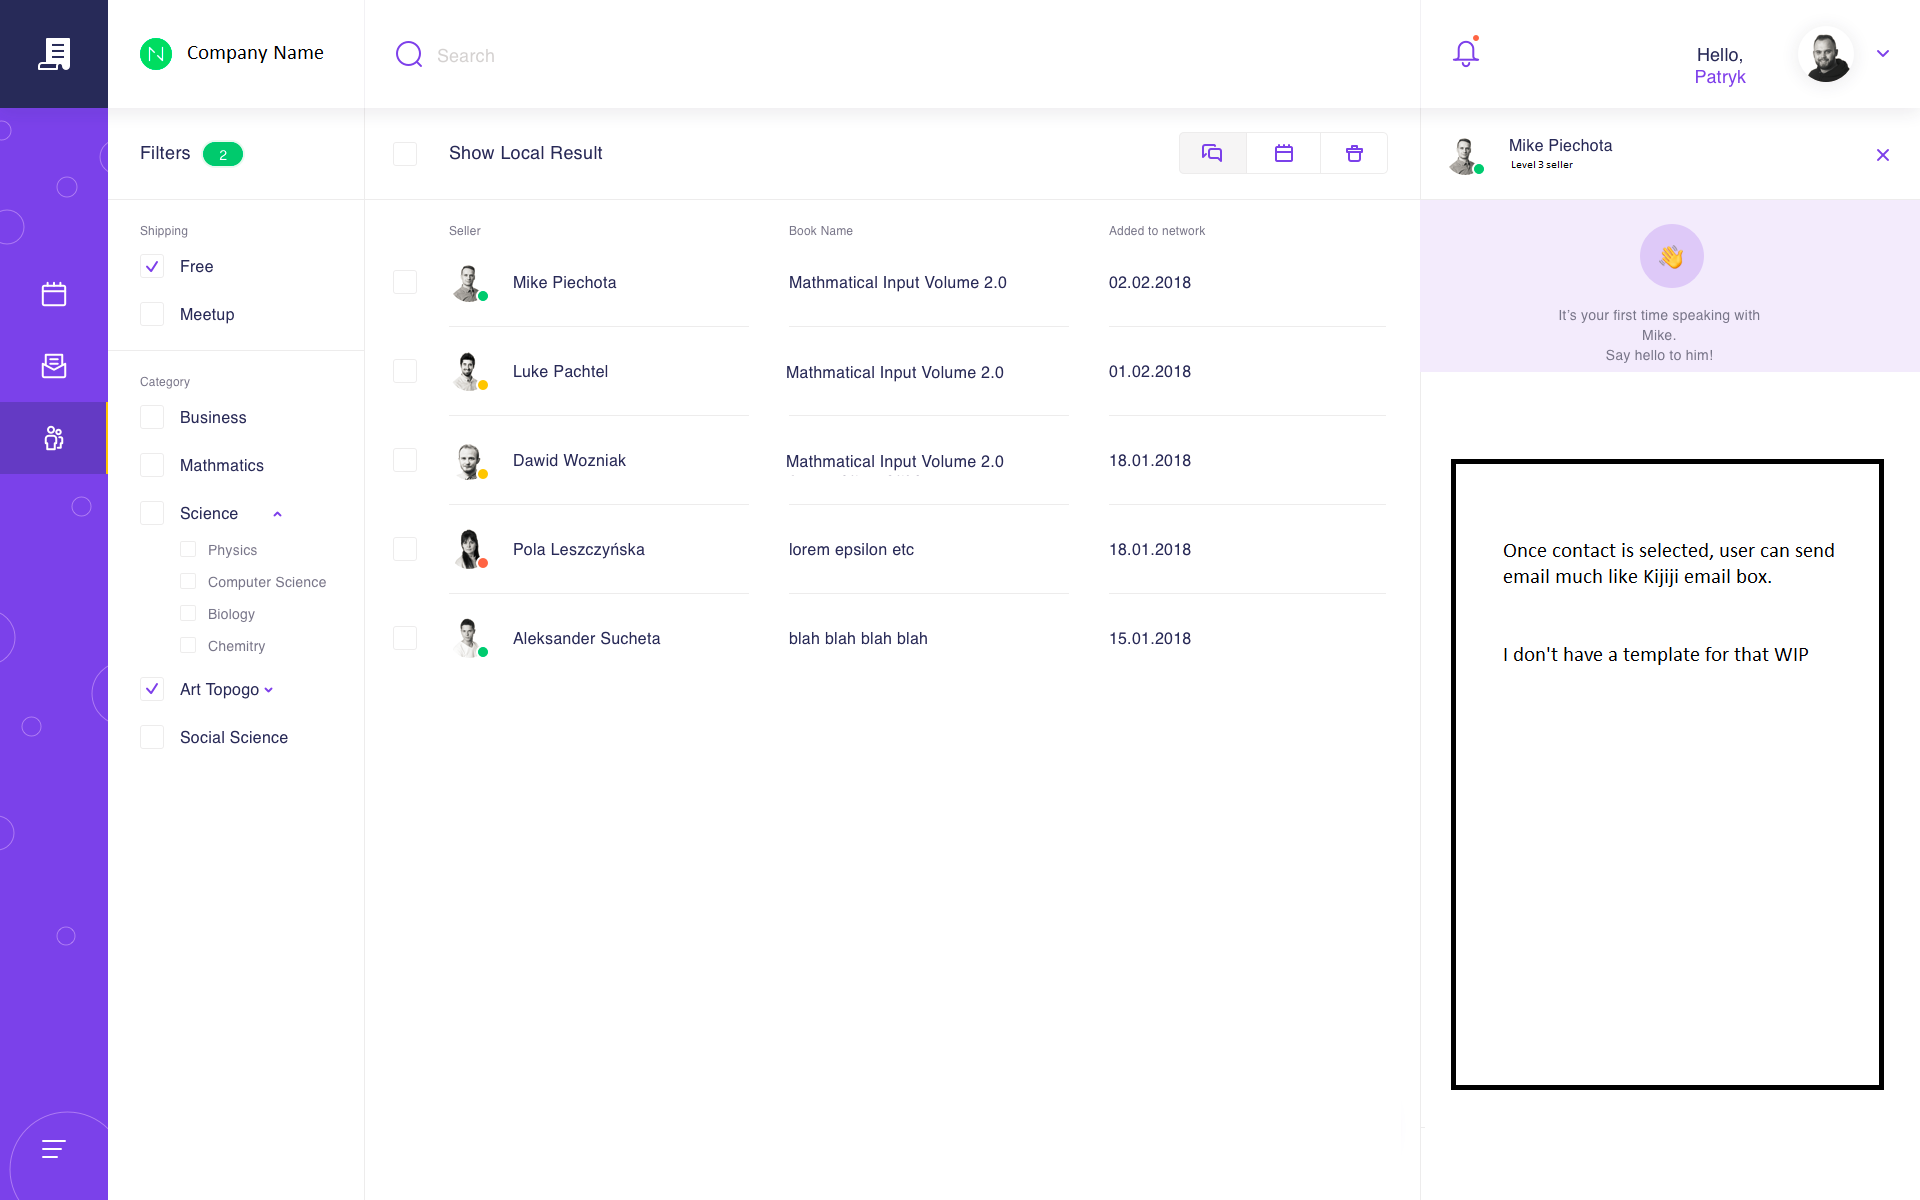 Company Name
Search
Hello,
Patryk
Filters 2
Show Local Result
Mike Piechota
Level 3 seller
Shipping
Free
Meetup
Category
Business
Mathmatics
Science
Physics
Computer Science
Biology
Chemitry
Art Topogo
Social Science
Seller Book Name Added to network
Mike Piechota Mathmatical Input Volume 2.0 02.02.2018
Luke Pachtel Mathmatical Input Volume 2.0 01.02.2018
Dawid Wozniak Mathmatical Input Volume 2.0 18.01.2018
Pola Leszczyńska lorem epsilon etc 18.01.2018
Aleksander Sucheta blah blah blah blah 15.01.2018
It's your first time speaking with
Mike.
Say hello to him!
Once contact is selected, user can send
email much like Kijiji email box.
I don't have a template for that WIP